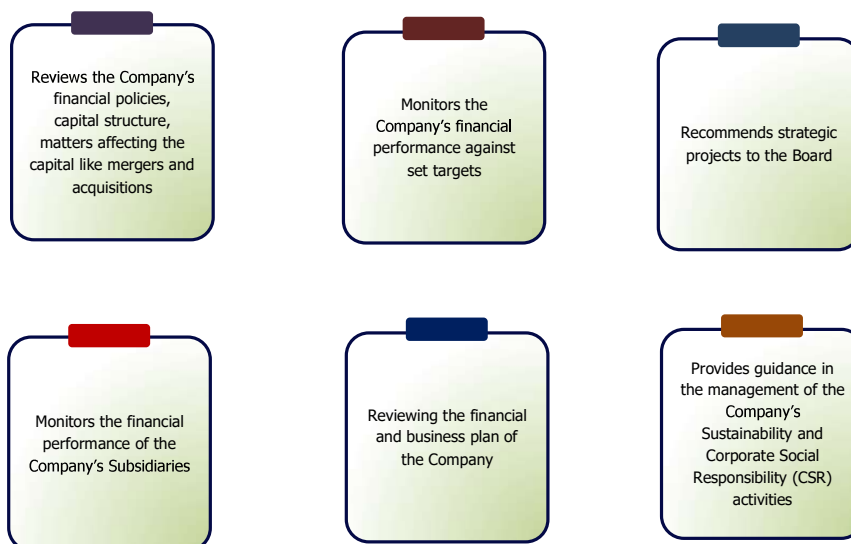 Reviews the Company's
financial policies,
capital structure,
matters affecting the
capital like mergers and
acquisitions
Monitors the
Company's financial
performance against
set targets
Recommends strategic
projects to the Board
Monitors the financial
performance of the
Company's Subsidiaries
Reviewing the financial
and business plan of
the Company
Provides guidance in
the management of the
Company's
Sustainability and
Corporate Social
Responsibility (CSR)
activities